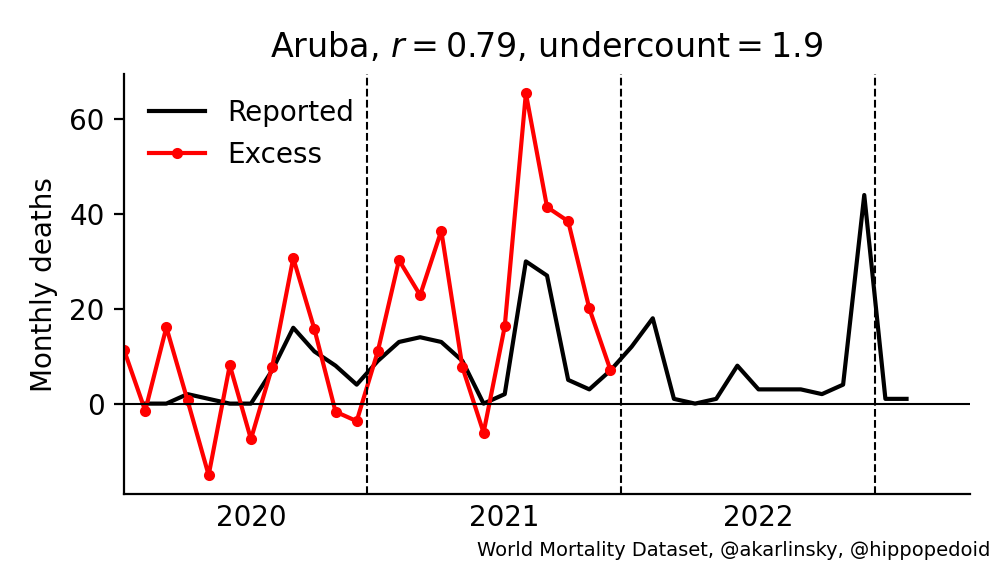 Aruba, r = 0.79, undercount = 1.9
Monthly deaths
60
40
20
0
Reported
Excess
2020 2021 2022
World Mortality Dataset, @akarlinsky, @hippopedoid